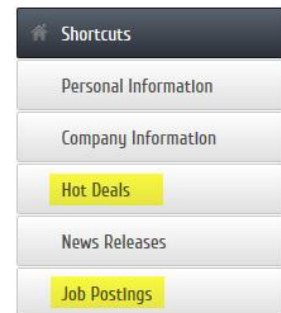 Shortcuts
Personal Information
Company Information
Hot Deals
News Releases
Job Postings